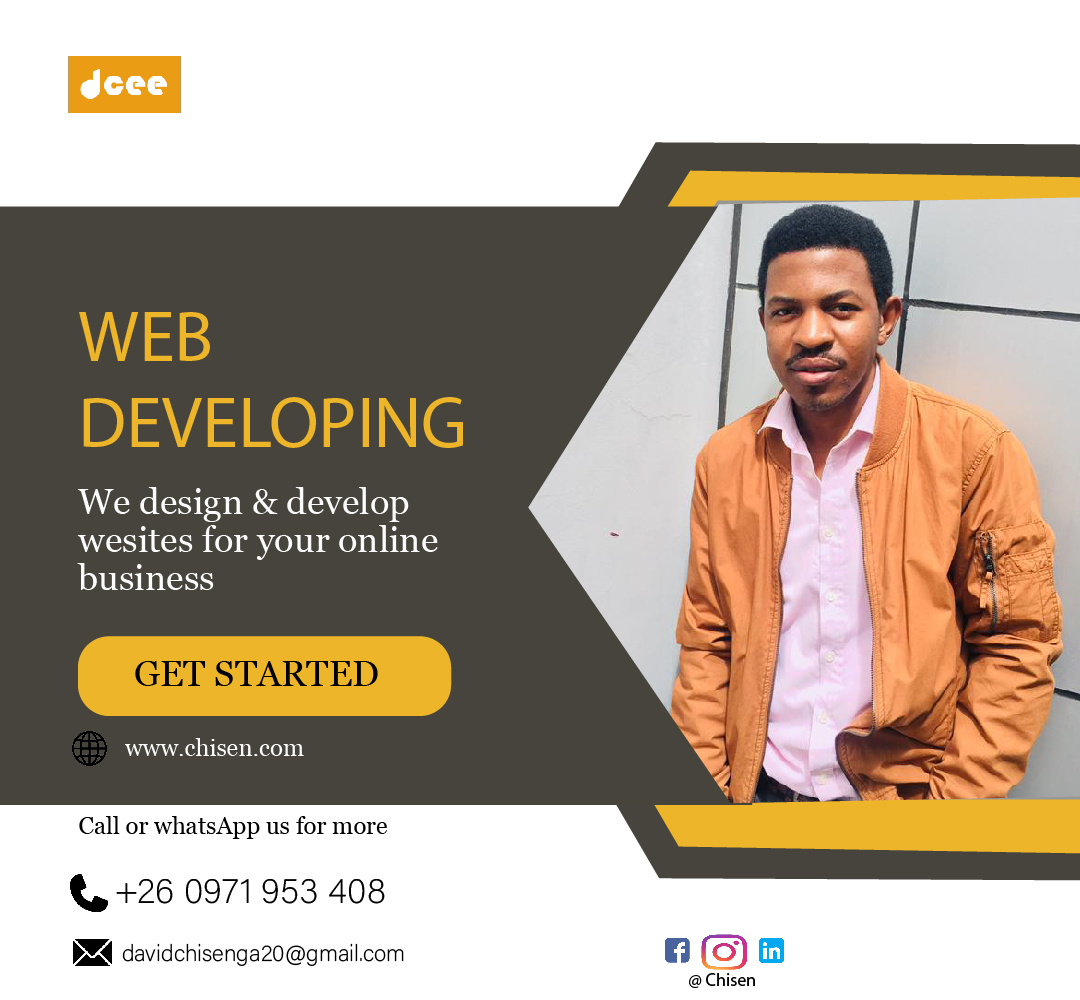 dcee
WEB
DEVELOPING
We design & develop
wesites for your online
business
GET STARTED
www.chisen.com
Call or whatsApp us for more
+26 0971 953 408
davidchisenga20@gmail.com
f
in
@ Chisen